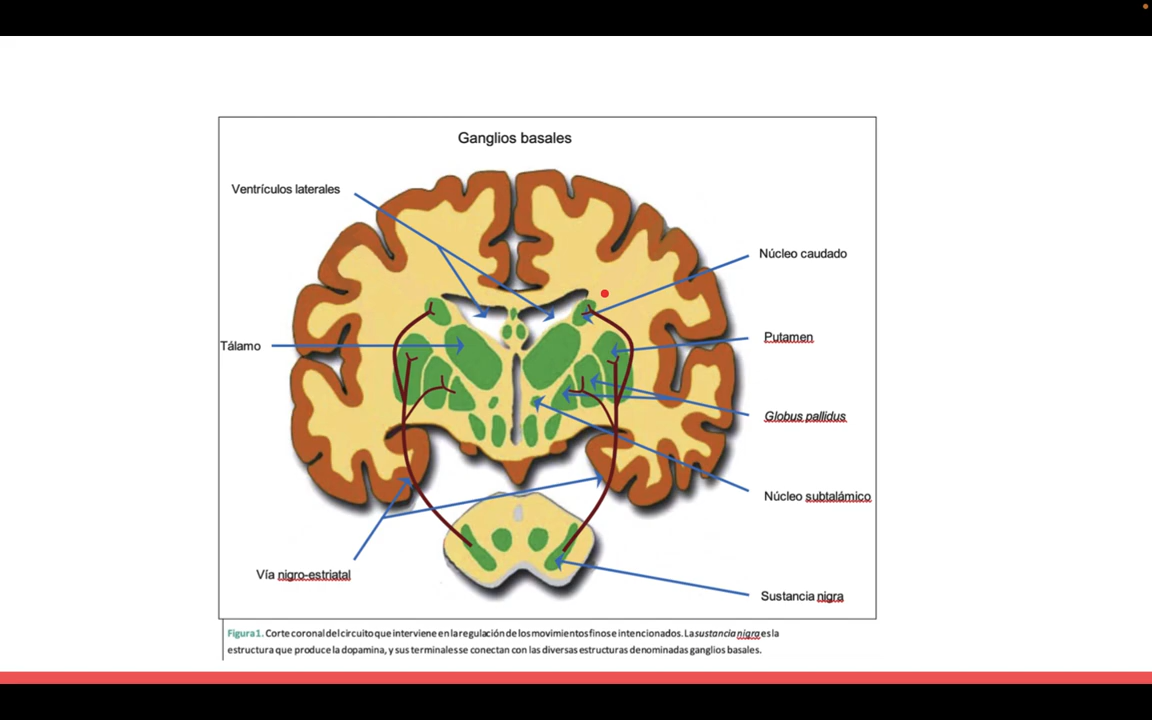 Ganglios basales
Ventrículos laterales
Núcleo caudado
Putamen
Tálamo
Globus pallidus
Núcleo subtalámico
Vía nigro-estriatal
Sustancia nigra
Figura 1. Corte coronal del circuito que interviene en la regulación de los movimientos finos e intencionados. La sustancia nigra es la
estructura que produce la dopamina, y sus terminales se conectan con las diversas estructuras denominadas ganglios basales.